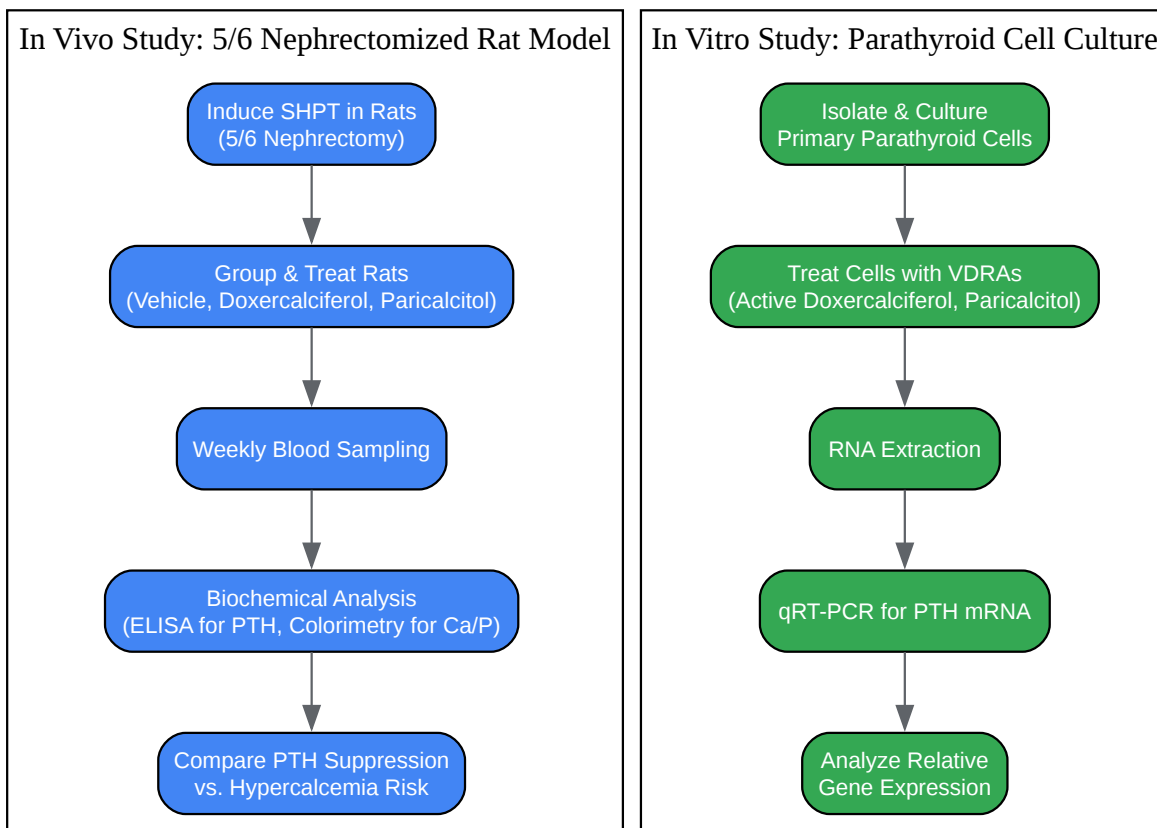 In Vivo Study: 5/6 Nephrectomized Rat Model
Induce SHPT in Rats
(5/6 Nephrectomy)
Group & Treat Rats
(Vehicle, Doxercalciferol, Paricalcitol)
Weekly Blood Sampling
Biochemical Analysis
(ELISA for PTH, Colorimetry for Ca/P)
Compare PTH Suppression
vs. Hypercalcemia Risk
In Vitro Study: Parathyroid Cell Culture
Isolate & Culture
Primary Parathyroid Cells
Treat Cells with VDRAs
(Active Doxercalciferol, Paricalcitol)
RNA Extraction
qRT-PCR for PTH mRNA
Analyze Relative
Gene Expression